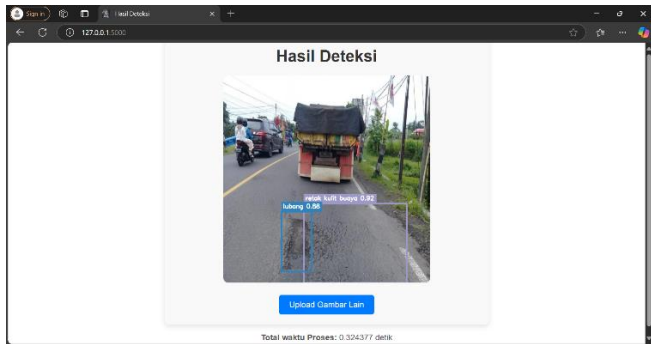 Sign in
Hasil Deteksi
127.0.0.1:5000
Hasil Deteksi
retak kulit buaya 0.92
lubang 0.86
Upload Gambar Lain
Total waktu Proses: 0.324377 detik